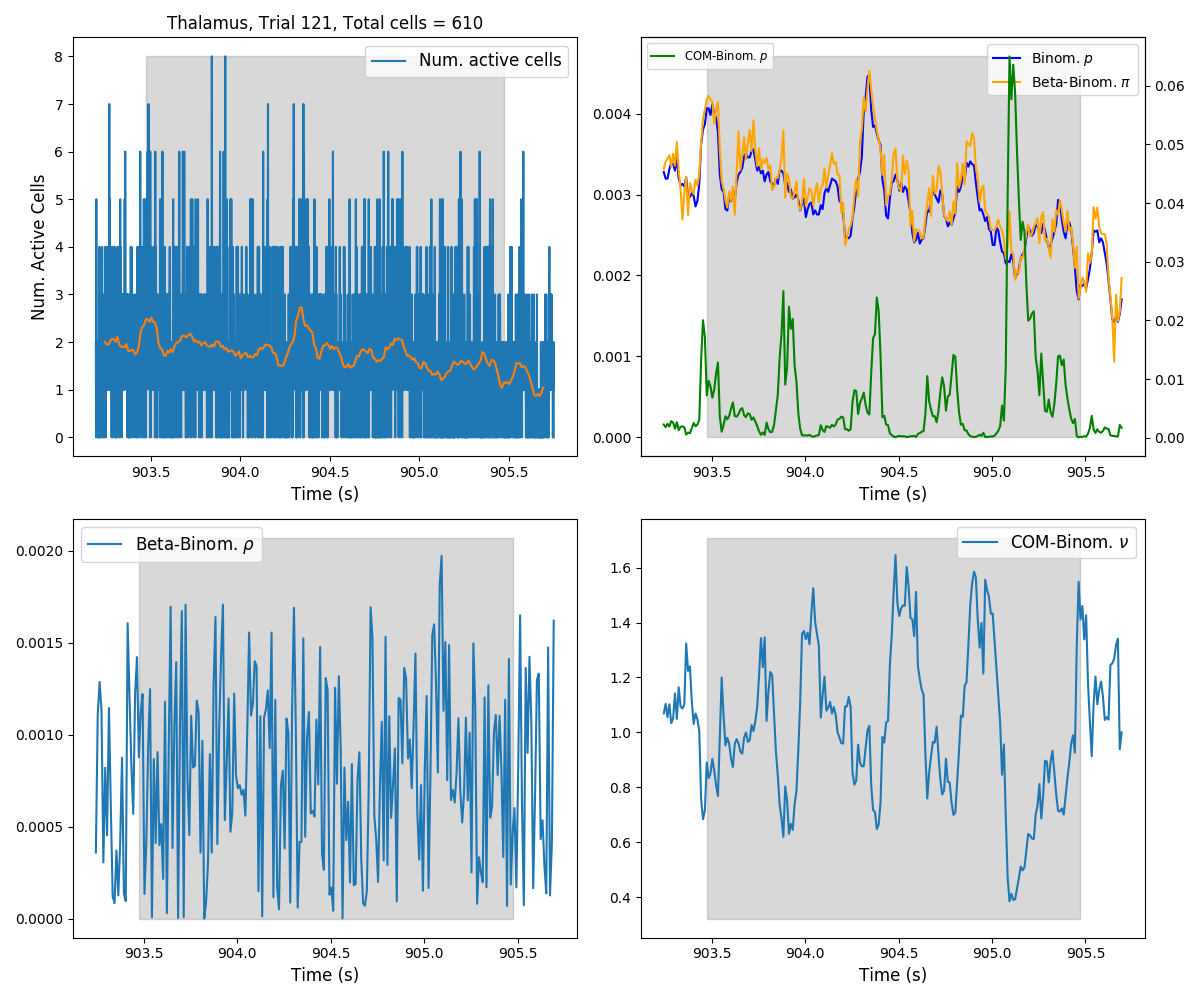 Thalamus, Trial 121, Total cells = 610
Num. active cells
Num. Active Cells
8
7
6
5
4
3
2
1
0
903.5 904.0 904.5 905.0 905.5
Time (s)
COM-Binom. p
Binom. p
Beta-Binom. π
0.004
0.003
0.002
0.001
0.000
0.06
0.05
0.04
0.03
0.02
0.01
0.00
903.5 904.0 904.5 905.0 905.5
Time (s)
Beta-Binom. ρ
0.0020
0.0015
0.0010
0.0005
0.0000
903.5 904.0 904.5 905.0 905.5
Time (s)
COM-Binom. ν
1.6
1.4
1.2
1.0
0.8
0.6
0.4
903.5 904.0 904.5 905.0 905.5
Time (s)